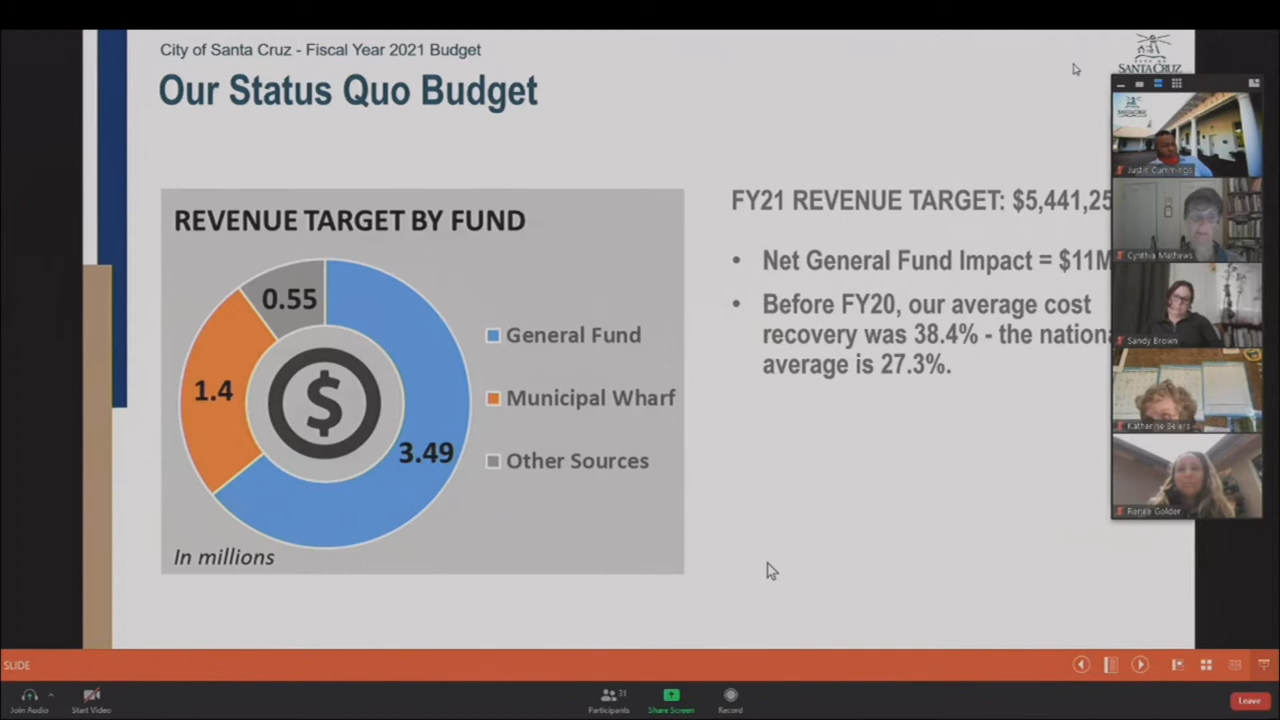 City of Santa Cruz - Fiscal Year 2021 Budget
Our Status Quo Budget
SANTA CRUZ
REVENUE TARGET BY FUND
0.55
1.4
3.49
$
General Fund
Municipal Wharf
Other Sources
In millions
FY21 REVENUE TARGET: $5,441,25
• Net General Fund Impact = $11M
• Before FY20, our average cost
recovery was 38.4% - the nationa
average is 27.3%.
Justin Cummings
Cynthia Mathews
Sandy Brown
Katherine Beiers
Renee Golder
SLIDE
Join Audio
Start Video
Participants
31
Share Screen
Record
Leave